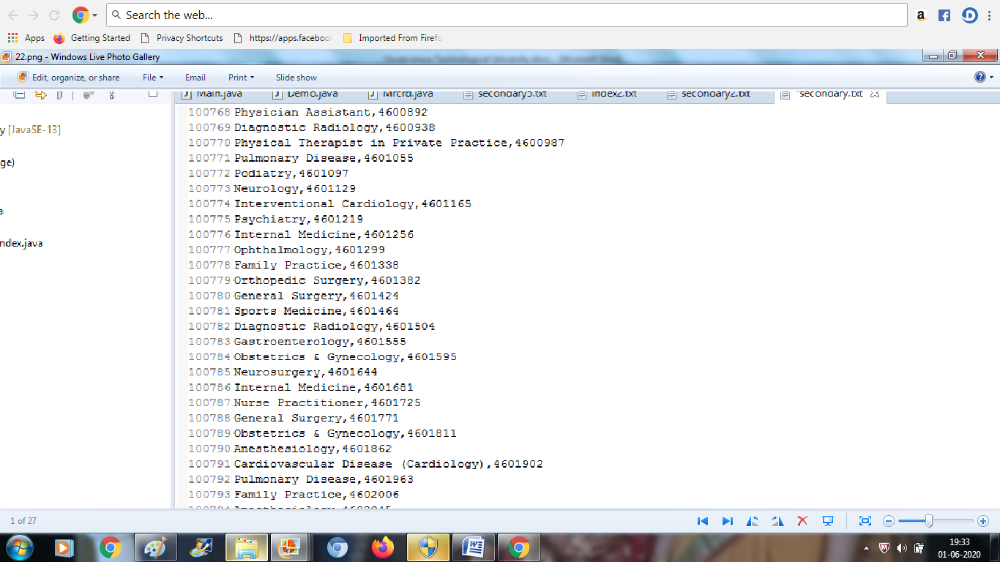 Search the web...
Apps Getting Started Privacy Shortcuts https://apps.facebool Imported From Firefo
22.png - Windows Live Photo Gallery
Edit, organize, or share File Email Print Slide show
Main.java Demo.java secondary5.txt index2.txt secondary2.txt *secondary.txt
y [JavaSE-13]
ge)
a
ndex.java
100768 Physician Assistant,4600892
100769 Diagnostic Radiology,4600938
100770 Physical Therapist in Private Practice,4600987
100771 Pulmonary Disease,4601055
100772 Podiatry,4601097
100773 Neurology,4601129
100774 Interventional Cardiology,4601165
100775 Psychiatry,4601219
100776 Internal Medicine,4601256
100777 Ophthalmology,4601299
100778 Family Practice,4601338
100779 Orthopedic Surgery,4601382
100780 General Surgery,4601424
100781 Sports Medicine,4601464
100782 Diagnostic Radiology,4601504
100783 Gastroenterology,4601555
100784 Obstetrics & Gynecology,4601595
100785 Neurosurgery,4601644
100786 Internal Medicine,4601681
100787 Nurse Practitioner,4601725
100788 General Surgery,4601771
100789 Obstetrics & Gynecology,4601811
100790 Anesthesiology,4601862
100791 Cardiovascular Disease (Cardiology),4601902
100792 Pulmonary Disease,4601963
100793 Family Practice,4602006
1 of 27
19:33
01-06-2020